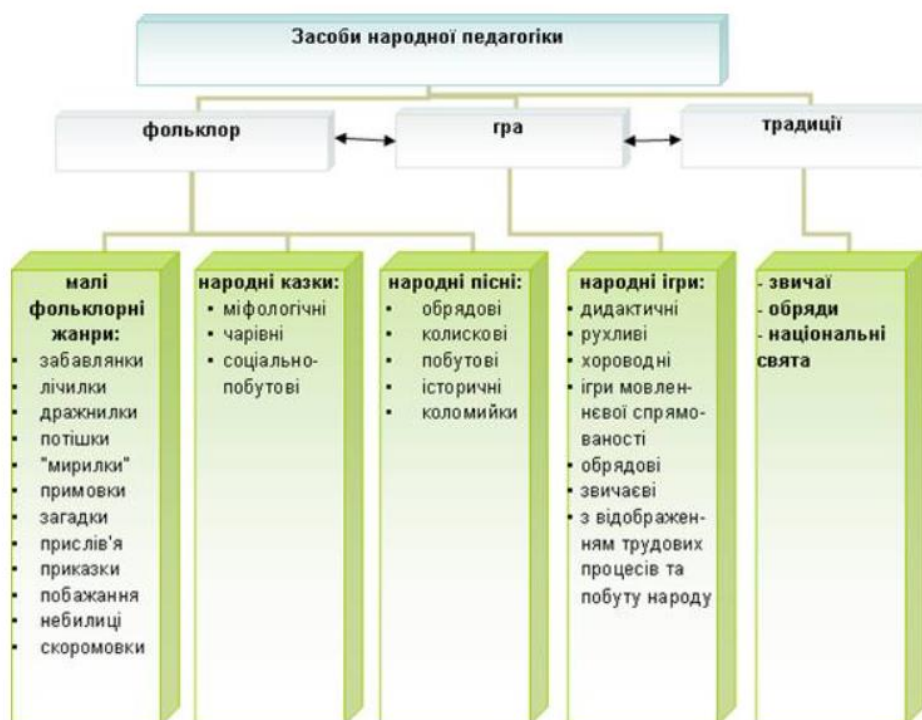 Засоби народної педагогіки
фольклор
гра
традиції
малі
фольклорні
жанри:
▪ забавлянки
▪ лічилки
▪ дражнилки
▪ потішки
▪ "мирилки"
▪ примовки
▪ загадки
▪ прислів'я
▪ приказки
▪ побажання
▪ небилиці
▪ скоромовки
народні казки:
▪ міфологічні
▪ чарівні
▪ соціально-
побутові
народні пісні:
▪ обрядові
▪ колискові
▪ побутові
▪ історичні
▪ коломийки
народні ігри:
▪ дидактичні
▪ рухливі
▪ хороводні
▪ ігри мовлен-
нєвої спрямо-
ваності
▪ обрядові
▪ звичаєві
▪ з відображен-
ням трудових
процесів та
побуту народу
- звичаї
- обряди
- національні
свята